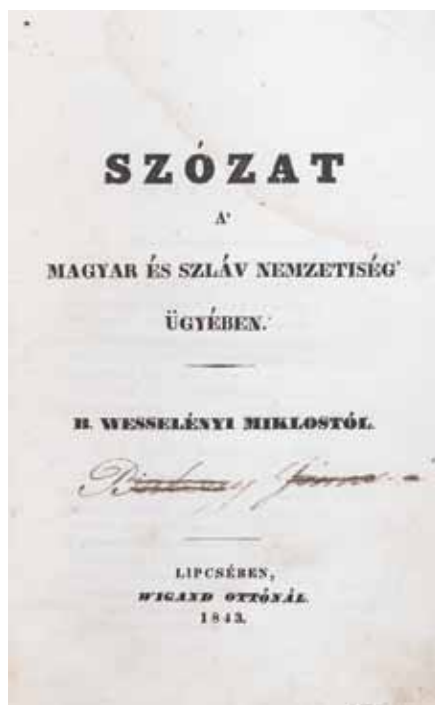 SZÓZAT
A'
MAGYAR ÉS SZLÁV NEMZETISÉG'
ÜGYÉBEN.
B. WESSELÉNYI MIKLOSTÓL.
LIPCSÉBEN,
WIGAND OTTÓNÁL.
1843.